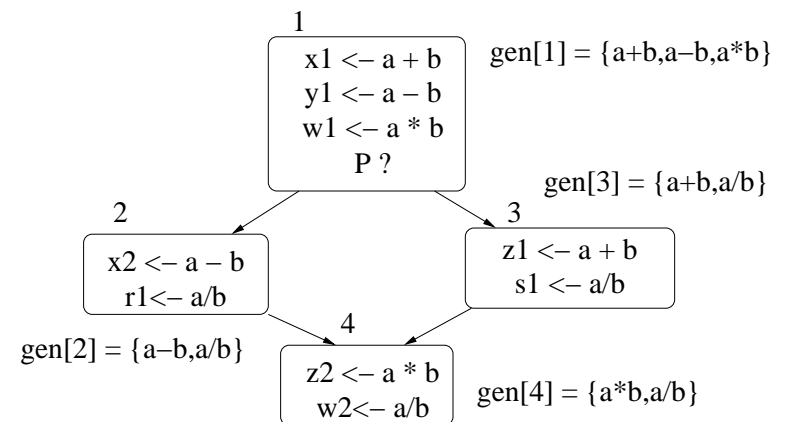 1
x1 <– a + b
y1 <– a – b
w1 <– a * b
P ?
gen[1] = {a+b,a–b,a*b}
gen[3] = {a+b,a/b}
2
x2 <– a – b
r1<– a/b
3
z1 <– a + b
s1 <– a/b
gen[2] = {a–b,a/b}
4
z2 <– a * b
w2<– a/b
gen[4] = {a*b,a/b}